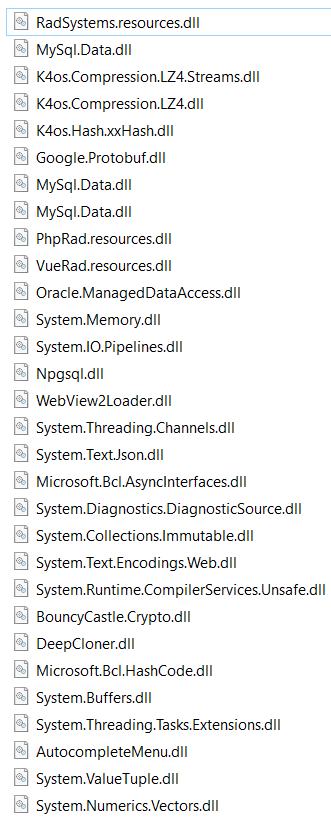 RadSystems.resources.dll
MySql.Data.dll
K4os.Compression.LZ4.Streams.dll
K4os.Compression.LZ4.dll
K4os.Hash.xxHash.dll
Google.Protobuf.dll
MySql.Data.dll
MySql.Data.dll
PhpRad.resources.dll
VueRad.resources.dll
Oracle.ManagedDataAccess.dll
System.Memory.dll
System.IO.Pipelines.dll
Npgsql.dll
WebView2Loader.dll
System.Threading.Channels.dll
System.Text.Json.dll
Microsoft.Bcl.AsyncInterfaces.dll
System.Diagnostics.DiagnosticSource.dll
System.Collections.Immutable.dll
System.Text.Encodings.Web.dll
System.Runtime.CompilerServices.Unsafe.dll
BouncyCastle.Crypto.dll
DeepCloner.dll
Microsoft.Bcl.HashCode.dll
System.Buffers.dll
System.Threading.Tasks.Extensions.dll
AutocompleteMenu.dll
System.ValueTuple.dll
System.Numerics.Vectors.dll